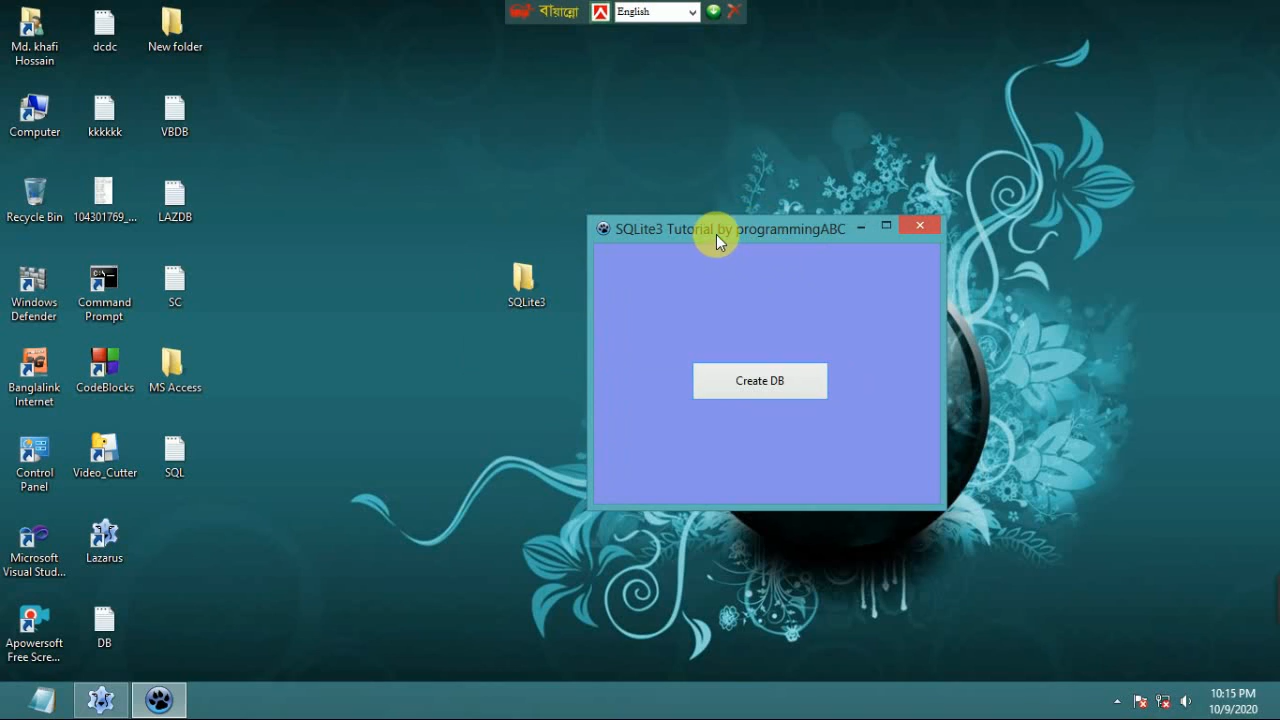 বায়ান্নো
English
Md. khafi
Hossain
dcdc
New folder
Computer
kkkkkk
VBDB
Recycle Bin
104301769_...
LAZDB
Windows
Defender
Command
Prompt
SC
Banglalink
Internet
CodeBlocks
MS Access
Control
Panel
Video_Cutter
SQL
Microsoft
Visual Stud...
Lazarus
Apowersoft
Free Scre...
DB
SQLite3
SQLite3 Tutorial by programmingABC
Create DB
10:15 PM
10/9/2020